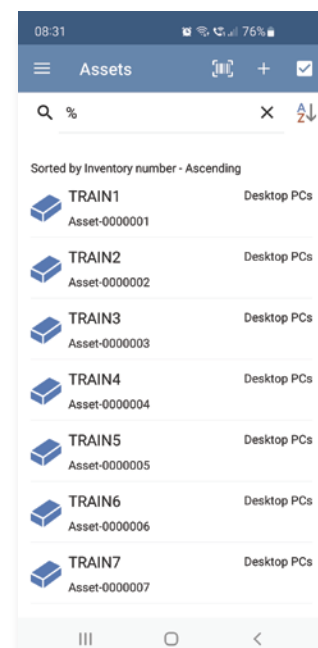 08:31 76%
Assets
%
Sorted by Inventory number - Ascending
TRAIN1 Desktop PCs
Asset-0000001
TRAIN2 Desktop PCs
Asset-0000002
TRAIN3 Desktop PCs
Asset-0000003
TRAIN4 Desktop PCs
Asset-0000004
TRAIN5 Desktop PCs
Asset-0000005
TRAIN6 Desktop PCs
Asset-0000006
TRAIN7 Desktop PCs
Asset-0000007